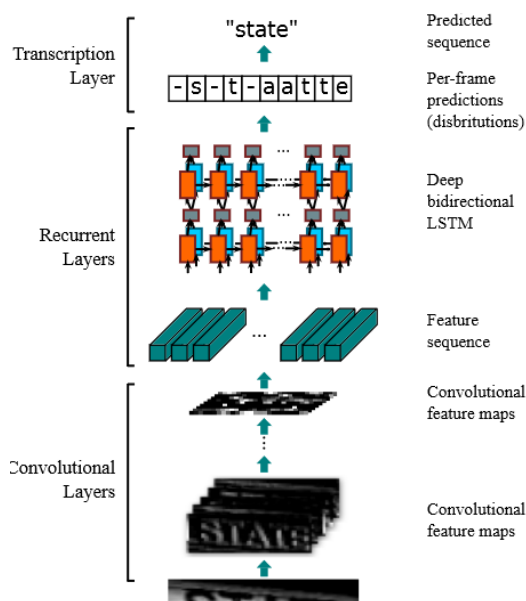 "state"
Predicted
sequence
Transcription
Layer
-s-t-aatte
Per-frame
predictions
(disbritutions)
...
...
Deep
bidirectional
LSTM
Recurrent
Layers
...
Feature
sequence
Convolutional
feature maps
Convolutional
Layers
STATE
Convolutional
feature maps